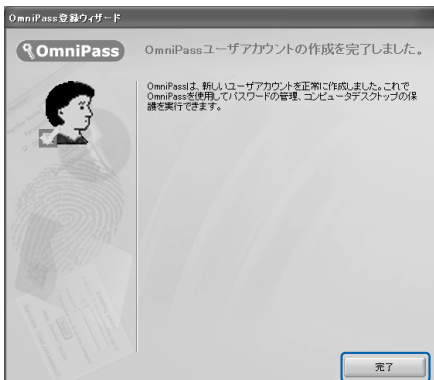 OmniPass登録ウィザード
OmniPass
OmniPassユーザアカウントの作成を完了しました。
OmniPassは、新しいユーザアカウントを正常に作成しました。これで
OmniPassを使用してパスワードの管理、コンピュータデスクトップの保
護を実行できます。
完了